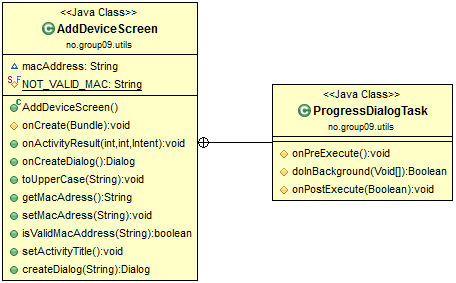 <<Java Class>>
AddDeviceScreen
no.group09.utils
macAddress: String
NOT_VALID_MAC: String
AddDeviceScreen()
onCreate(Bundle):void
onActivityResult(int,int,Intent):void
onCreateDialog():Dialog
toUpperCase(String):void
getMacAdress():String
setMacAdress(String):void
isValidMacAddress(String):boolean
setActivityTitle():void
createDialog(String):Dialog
<<Java Class>>
ProgressDialogTask
no.group09.utils
onPreExecute():void
doInBackground(Void[]):Boolean
onPostExecute(Boolean):void